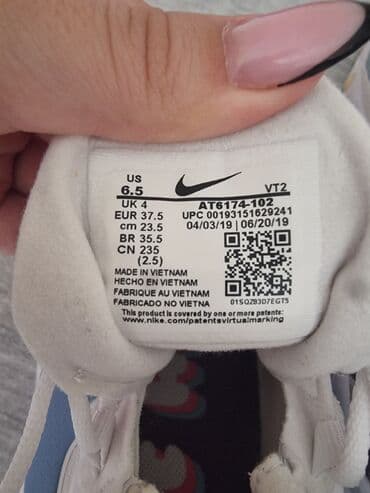 US
6.5
UK 4
EUR 37.5
cm 23.5
BR 35.5
CN 235
(2.5)
VT2
AT6174-102
UPC 00193151629241
04/03/19 | 06/20/19
01SQZB3D7EGT5
MADE IN VIETNAM
HECHO EN VIETNAM
FABRIQUE AU VIETNAM
FABRICADO NO VIETNA
This product is covered by one or more patents:
www.nike.com/patentsvirtualmarking